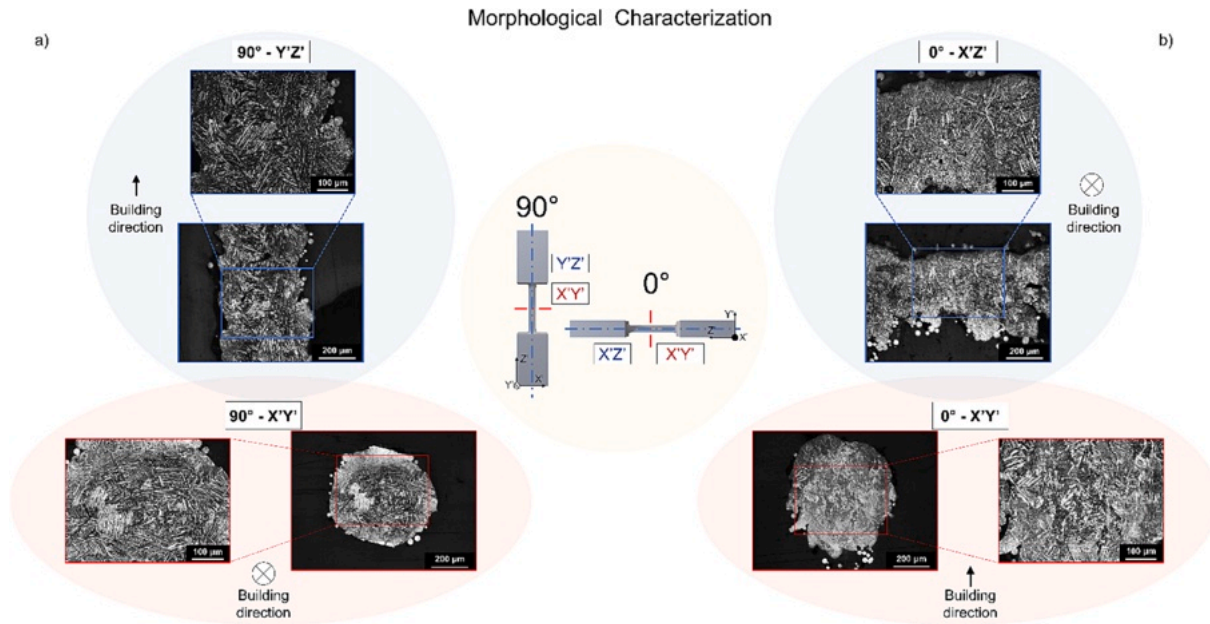 Morphological Characterization
a)
90° - Y'Z'
100 µm
Building
direction
200 µm
90° - X'Y'
100 µm
200 µm
Building
direction
90°
Y'Z'
X'Y'
Z'
Y'
X'
0°
X'Z'
X'Y'
Y'
Z'
X'
b)
0° - X'Z'
100 µm
Building
direction
200 µm
0° - X'Y'
200 µm
100 µm
Building
direction